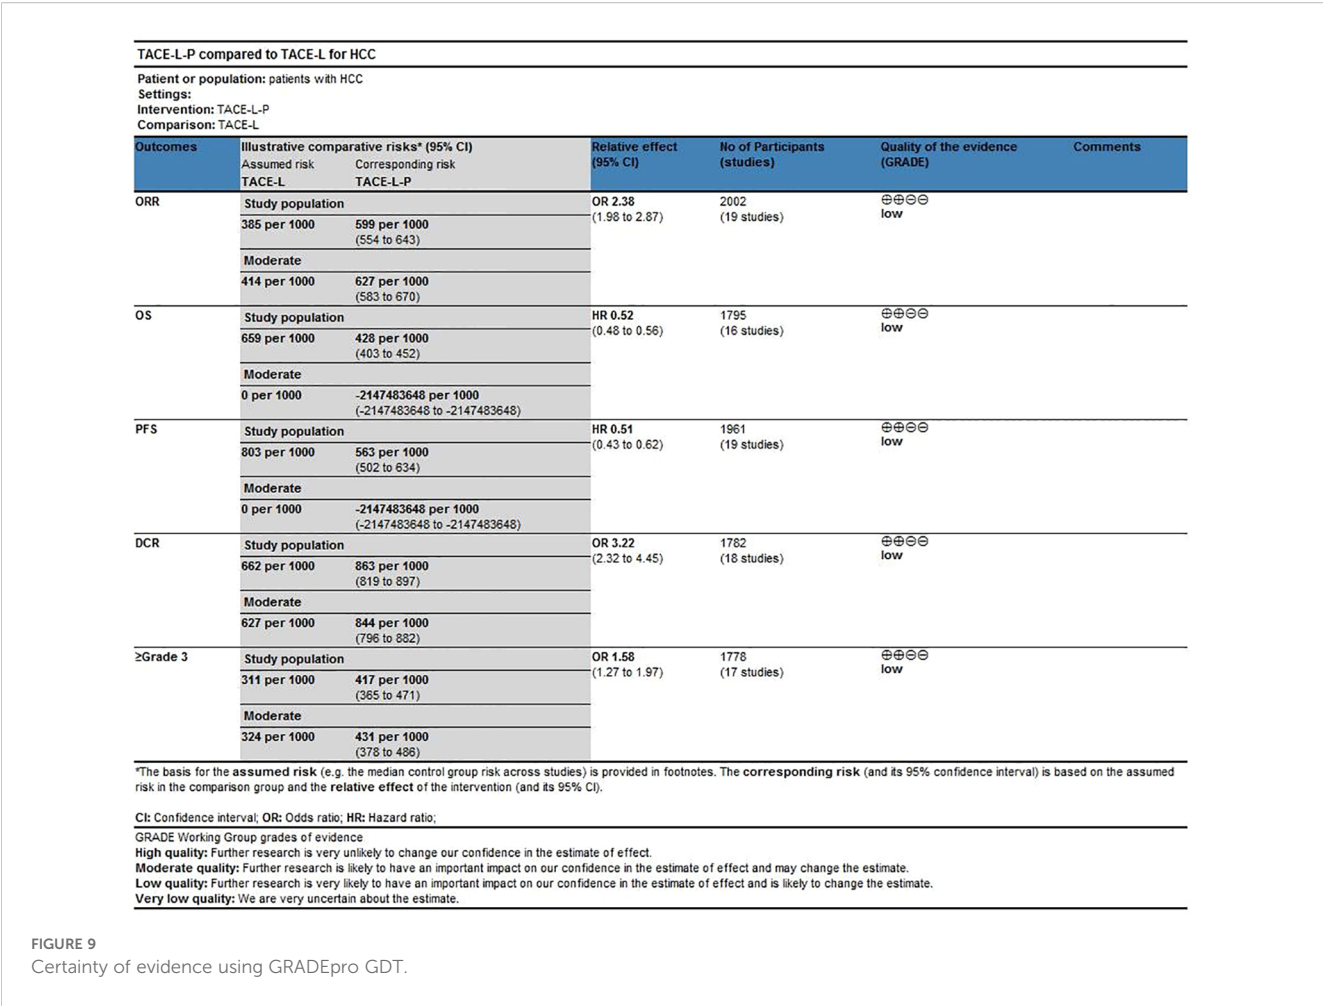 TACE-L-P compared to TACE-L for HCC
Patient or population: patients with HCC
Settings:
Intervention: TACE-L-P
Comparison: TACE-L
Outcomes Illustrative comparative risks* (95% CI) Relative effect (95% CI) No of Participants (studies) Quality of the evidence (GRADE) Comments
Assumed risk Corresponding risk
TACE-L TACE-L-P
ORR Study population OR 2.38 (1.98 to 2.87) 2002 (19 studies) ⊕⊕⊖⊖ low
385 per 1000 599 per 1000
(554 to 643)
Moderate
414 per 1000 627 per 1000
(583 to 670)
OS Study population HR 0.52 (0.48 to 0.56) 1795 (16 studies) ⊕⊕⊖⊖ low
659 per 1000 428 per 1000
(403 to 452)
Moderate
0 per 1000 -2147483648 per 1000
(-2147483648 to -2147483648)
PFS Study population HR 0.51 (0.43 to 0.62) 1961 (19 studies) ⊕⊕⊖⊖ low
803 per 1000 563 per 1000
(502 to 634)
Moderate
0 per 1000 -2147483648 per 1000
(-2147483648 to -2147483648)
DCR Study population OR 3.22 (2.32 to 4.45) 1782 (18 studies) ⊕⊕⊖⊖ low
662 per 1000 863 per 1000
(819 to 897)
Moderate
627 per 1000 844 per 1000
(796 to 882)
≥Grade 3 Study population OR 1.58 (1.27 to 1.97) 1778 (17 studies) ⊕⊕⊖⊖ low
311 per 1000 417 per 1000
(365 to 471)
Moderate
324 per 1000 431 per 1000
(378 to 486)
*The basis for the assumed risk (e.g. the median control group risk across studies) is provided in footnotes. The corresponding risk (and its 95% confidence interval) is based on the assumed
risk in the comparison group and the relative effect of the intervention (and its 95% CI).
CI: Confidence interval; OR: Odds ratio; HR: Hazard ratio;
GRADE Working Group grades of evidence
High quality: Further research is very unlikely to change our confidence in the estimate of effect.
Moderate quality: Further research is likely to have an important impact on our confidence in the estimate of effect and may change the estimate.
Low quality: Further research is very likely to have an important impact on our confidence in the estimate of effect and is likely to change the estimate.
Very low quality: We are very uncertain about the estimate.
FIGURE 9
Certainty of evidence using GRADEpro GDT.